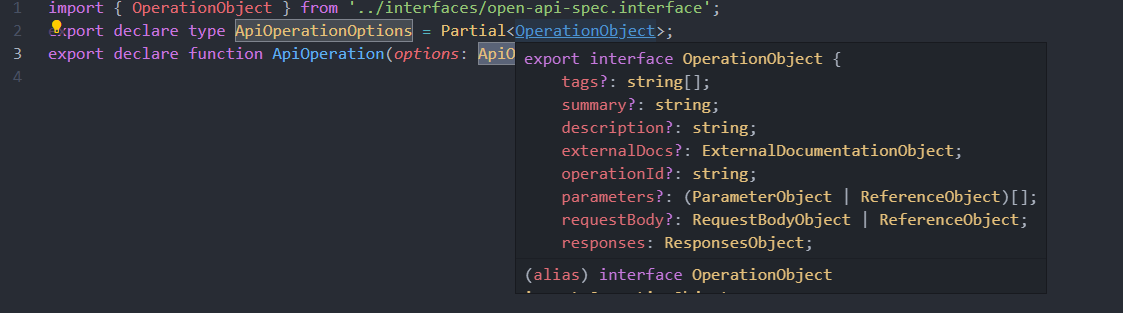 1 import { OperationObject } from '../interfaces/open-api-spec.interface';
2 export declare type ApiOperationOptions = Partial<OperationObject>;
3 export declare function ApiOperation(options: ApiO
4
export interface OperationObject {
tags?: string[];
summary?: string;
description?: string;
externalDocs?: ExternalDocumentationObject;
operationId?: string;
parameters?: (ParameterObject | ReferenceObject)[];
requestBody?: RequestBodyObject | ReferenceObject;
responses: ResponsesObject;
(alias) interface OperationObject